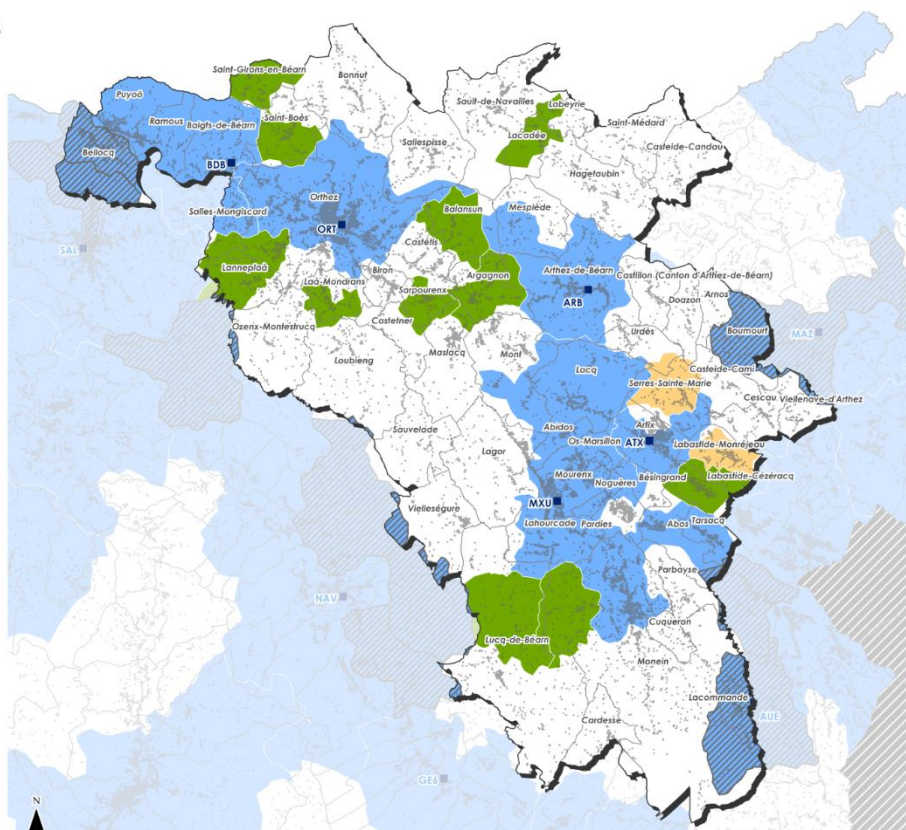 Saint-Girons-en-Béarn
Bonnut
Puyoô
Sault-de-Navailles
Labeyrie
Ramous
Baigts-de-Béarn
Saint-Boès
Saint-Médard
Lacadée
Sallespisse
Casteide-Candau
Bellocq
BDB
Hagetaubin
Orthez
Salles-Mongiscard
Balansun
Mesplède
ORT
SAL
Castétis
Lanneplaà
Biron
Argagnon
Arthez-de-Béarn
Castillon (Canton d'Arthez-de-Béarn)
Laà-Mondrans
Sarpourenx
Doazon
ARB
Arnos
Castetner
Ozenx-Montestrucq
Urdès
Boumourt
MAZ
Maslacq
Mont
Loubieng
Lacq
Casteide-Cami
Serres-Sainte-Marie
Cescau
Viellenave-d'Arthez
Sauvelade
Abidos
Artix
Os-Marsillon
ATX
Labastide-Monréjeau
Lagor
Mourenx
Bésingrand
Labastide-Cézéracq
Noguères
MXU
Vielleségure
Lahourcade
Pardies
Abos
Tarsacq
Parbayse
NAV
Cuqueron
Lucq-de-Béarn
Monein
Lacommande
Cardesse
AUE
GE6
N